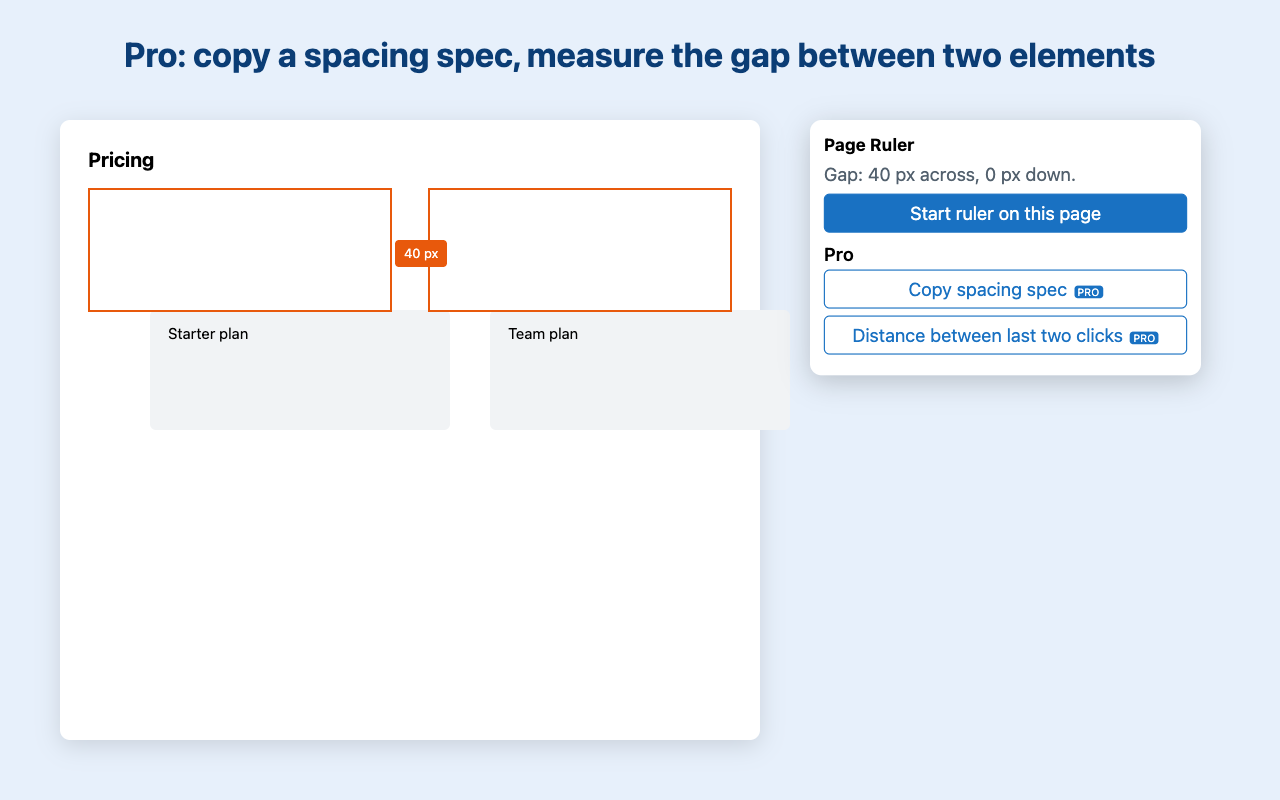 Pro: copy a spacing spec, measure the gap between two elements
Pricing
40 px
Starter plan
Team plan
Page Ruler
Gap: 40 px across, 0 px down.
Start ruler on this page
Pro
Copy spacing spec PRO
Distance between last two clicks PRO